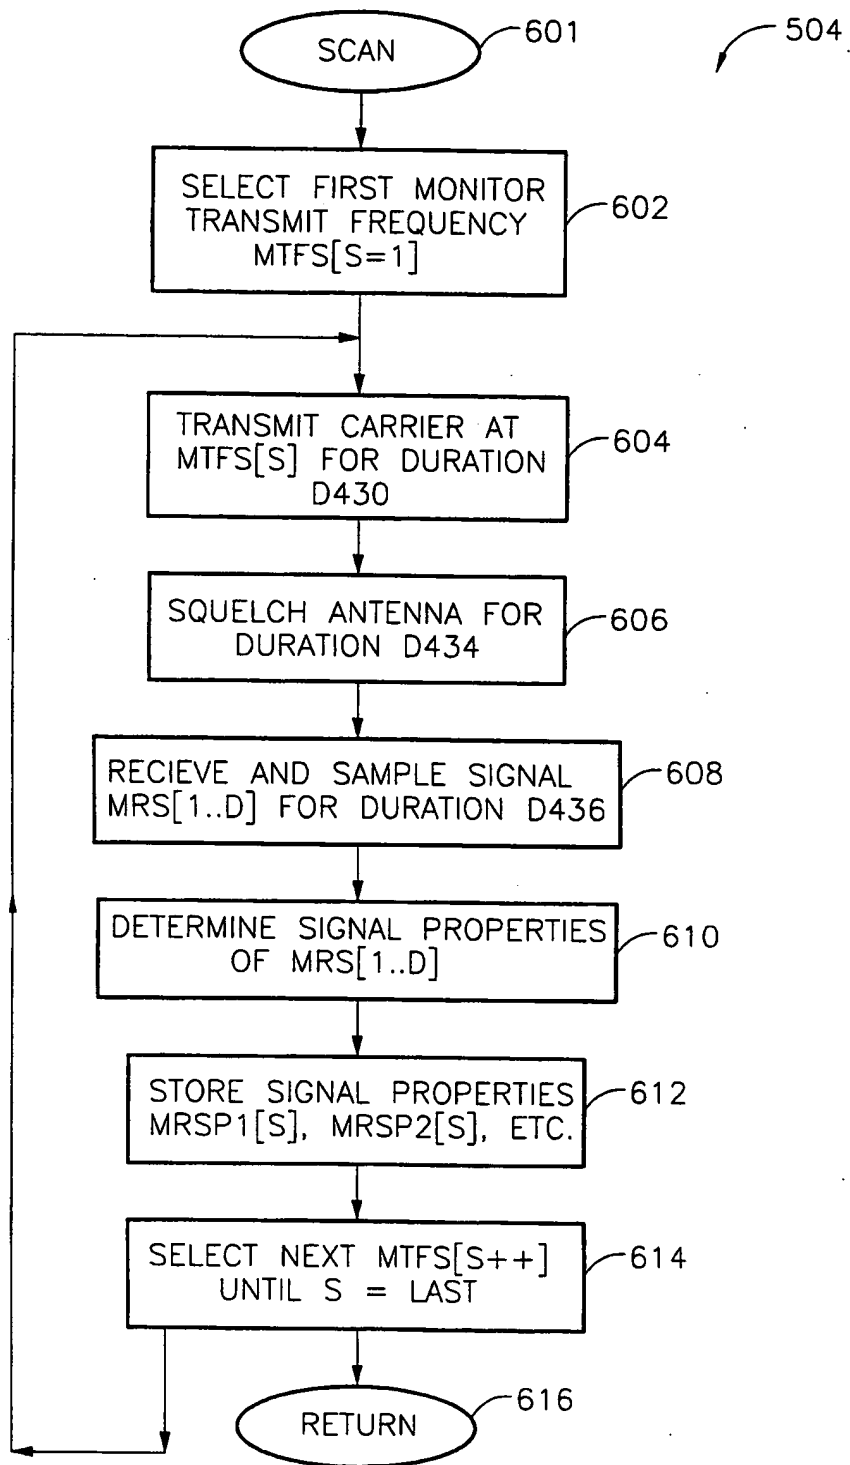 SCAN
601
504
SELECT FIRST MONITOR
TRANSMIT FREQUENCY
MTFS[S=1]
602
TRANSMIT CARRIER AT
MTFS[S] FOR DURATION
D430
604
SQUELCH ANTENNA FOR
DURATION D434
606
RECIEVE AND SAMPLE SIGNAL
MRS[1..D] FOR DURATION D436
608
DETERMINE SIGNAL PROPERTIES
OF MRS[1..D]
610
STORE SIGNAL PROPERTIES
MRSP1[S], MRSP2[S], ETC.
612
SELECT NEXT MTFS[S++]
UNTIL S = LAST
614
RETURN
616